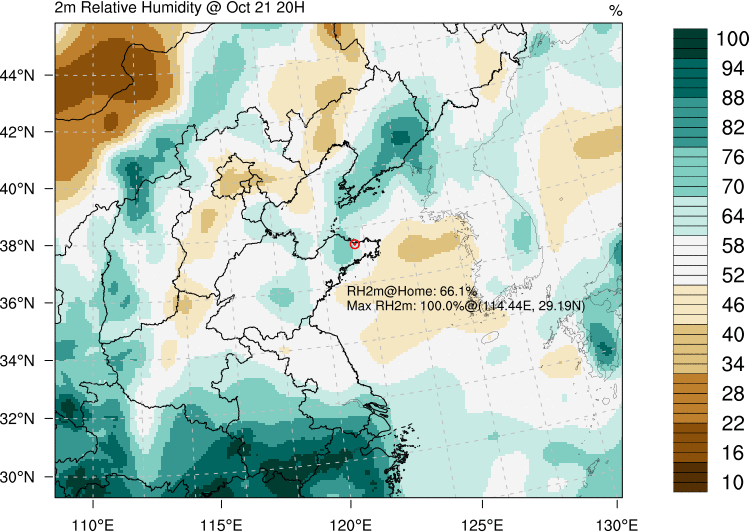 2m Relative Humidity @ Oct 21 20H
%
44°N
42°N
40°N
38°N
36°N
34°N
32°N
30°N
110°E
115°E
120°E
125°E
130°E
RH2m@Home: 66.1%
Max RH2m: 100.0%@(114.44E, 29.19N)
100
94
88
82
76
70
64
58
52
46
40
34
28
22
16
10